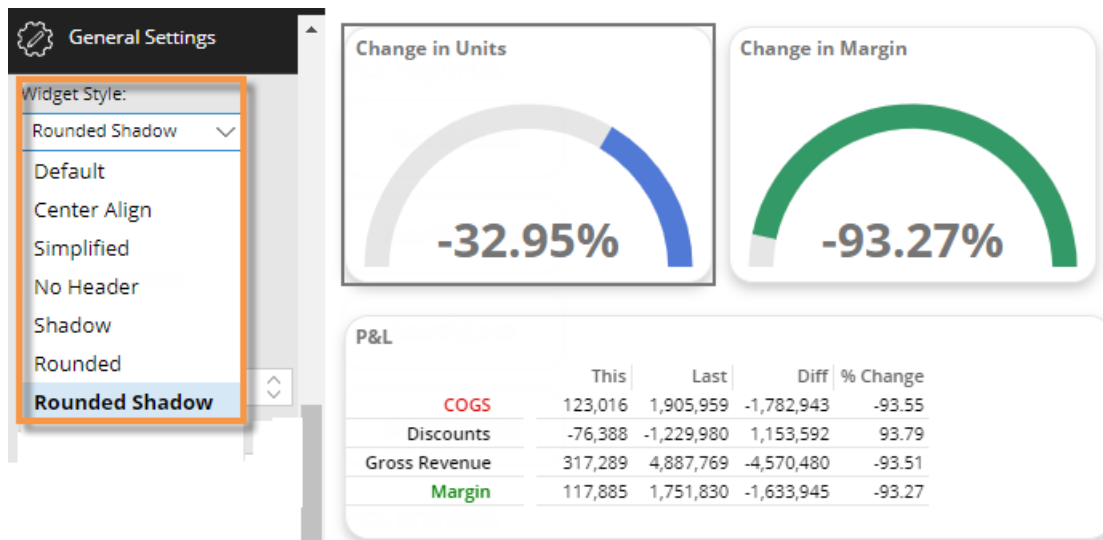 General Settings
Widget Style:
Rounded Shadow
Default
Center Align
Simplified
No Header
Shadow
Rounded
Rounded Shadow
Change in Units
-32.95%
Change in Margin
-93.27%
P&L
This Last Diff % Change
COGS 123,016 1,905,959 -1,782,943 -93.55
Discounts -76,388 -1,229,980 1,153,592 93.79
Gross Revenue 317,289 4,887,769 -4,570,480 -93.51
Margin 117,885 1,751,830 -1,633,945 -93.27